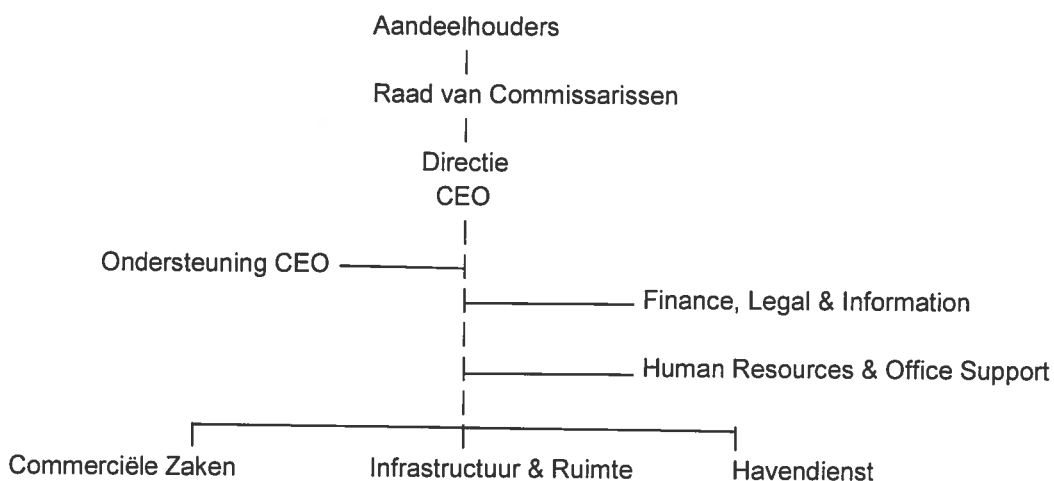 Aandeelhouders
Raad van Commissarissen
Directie
CEO
Ondersteuning CEO
Finance, Legal & Information
Human Resources & Office Support
Commerciële Zaken
Infrastructuur & Ruimte
Havendienst